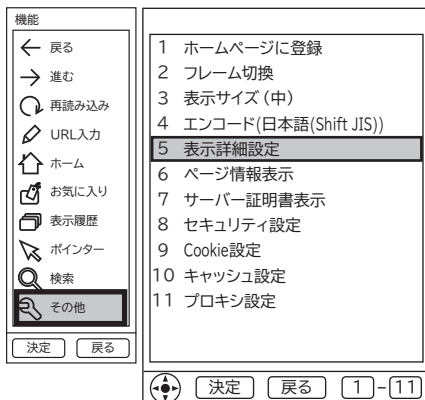 機能
戻る
進む
再読み込み
URL入力
ホーム
お気に入り
表示履歴
ポインター
検索
その他
決定 戻る
1 ホームページに登録
2 フレーム切換
3 表示サイズ（中）
4 エンコード(日本語(Shift JIS))
5 表示詳細設定
6 ページ情報表示
7 サーバー証明書表示
8 セキュリティ設定
9 Cookie設定
10 キャッシュ設定
11 プロキシ設定
決定 戻る 1-11